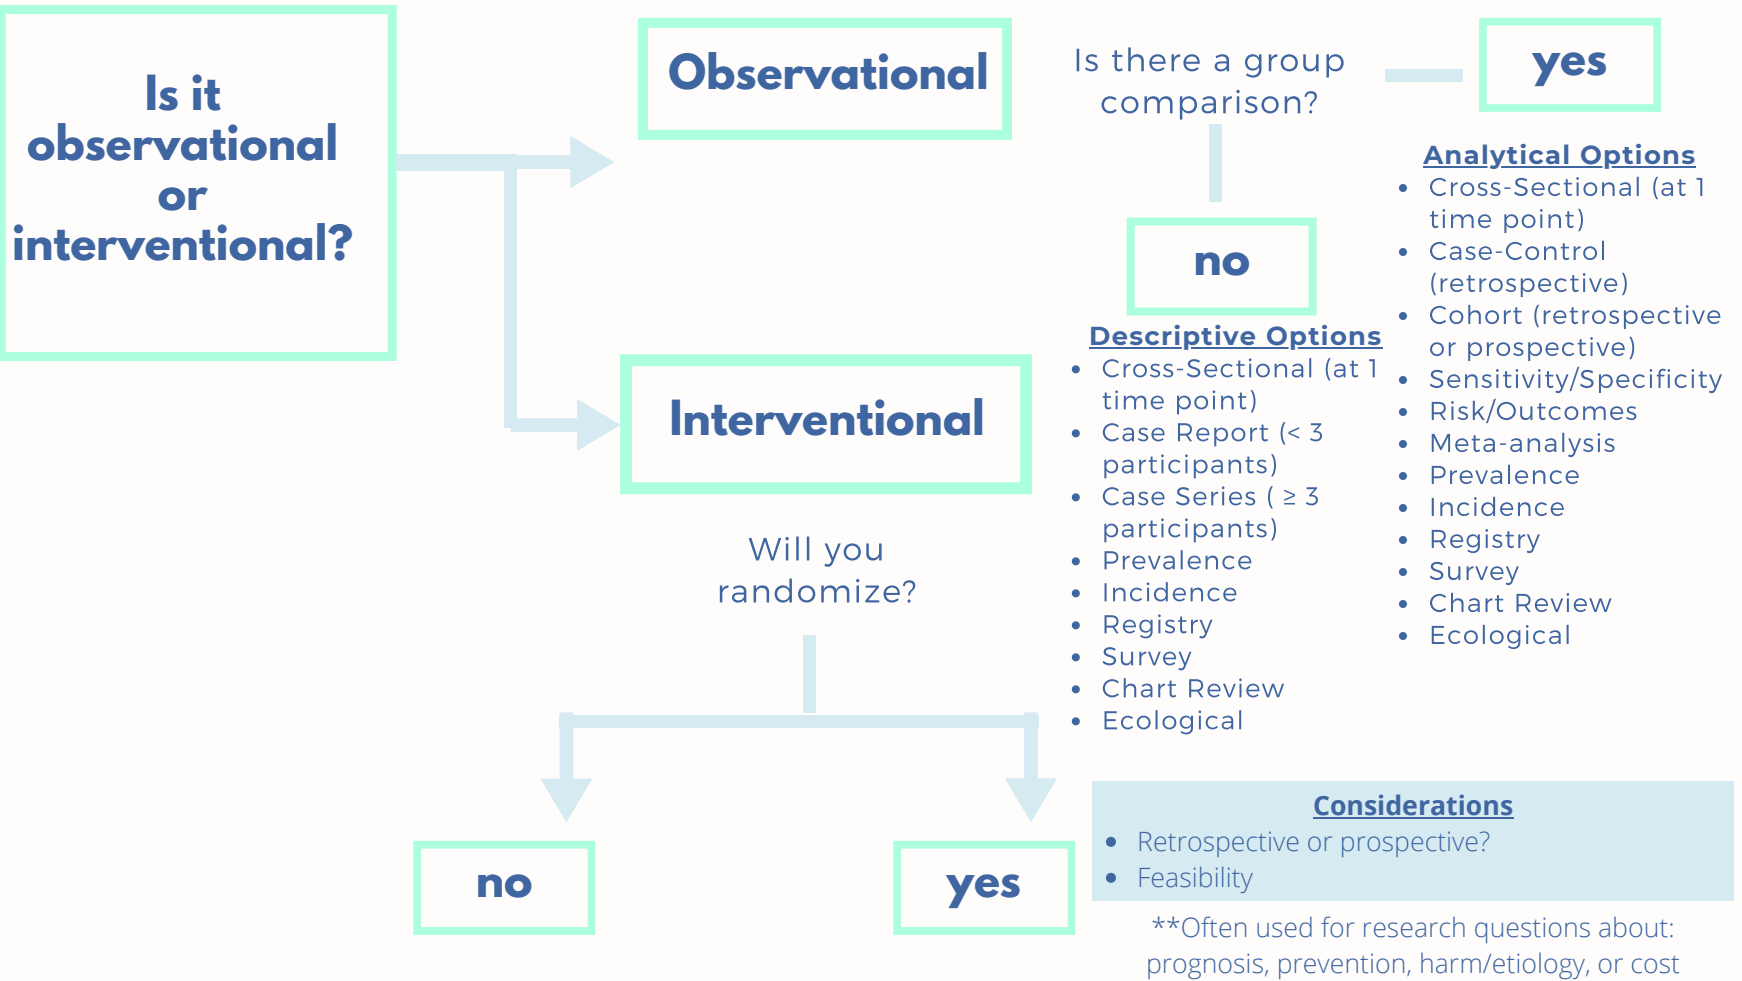 Is it
observational
or
interventional?
Observational
Is there a group
comparison?
yes
no
Analytical Options
• Cross-Sectional (at 1
time point)
• Case-Control
(retrospective)
• Cohort (retrospective
or prospective)
• Sensitivity/Specificity
• Risk/Outcomes
• Meta-analysis
• Prevalence
• Incidence
• Registry
• Survey
• Chart Review
• Ecological
Descriptive Options
• Cross-Sectional (at 1
time point)
• Case Report (< 3
participants)
• Case Series ( ≥ 3
participants)
• Prevalence
• Incidence
• Registry
• Survey
• Chart Review
• Ecological
Interventional
Will you
randomize?
no
yes
Considerations
• Retrospective or prospective?
• Feasibility
**Often used for research questions about:
prognosis, prevention, harm/etiology, or cost